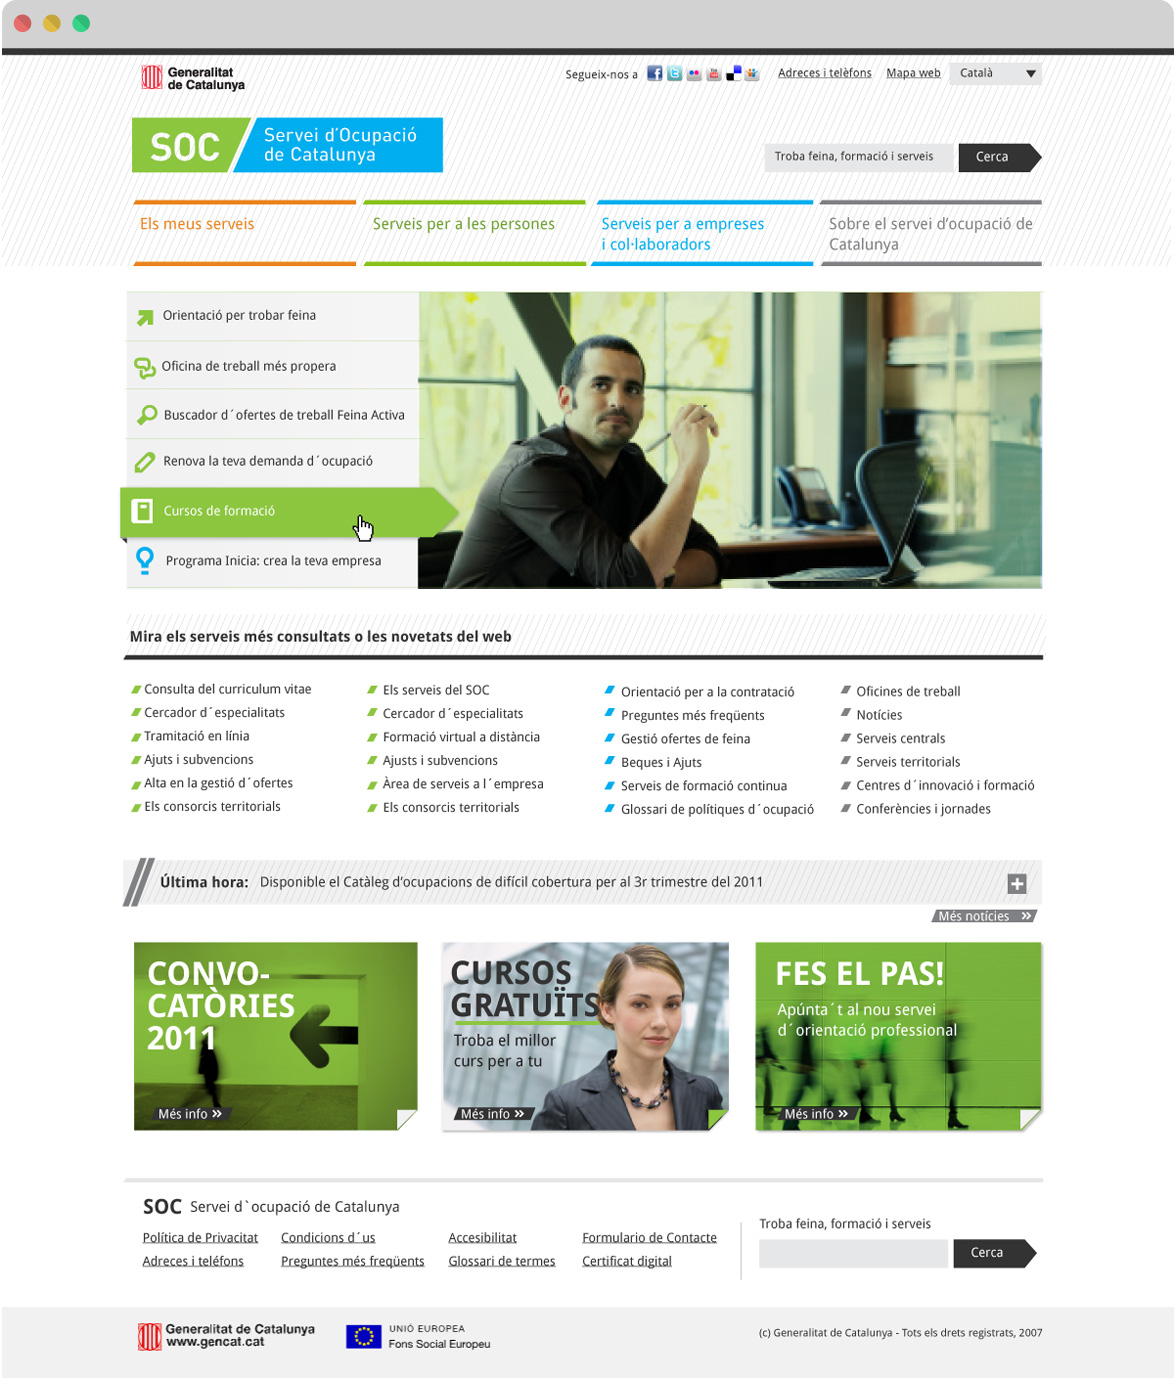 Generalitat
de Catalunya
Segueix-nos a
Adreces i telèfons
Mapa web
Català
SOC
Servei d'Ocupació
de Catalunya
Troba feina, formació i serveis
Cerca
Els meus serveis
Serveis per a les persones
Serveis per a empreses
i col·laboradors
Sobre el servei d'ocupació de
Catalunya
Orientació per trobar feina
Oficina de treball més propera
Buscador d´ofertes de treball Feina Activa
Renova la teva demanda d´ocupació
Cursos de formació
Programa Inicia: crea la teva empresa
Mira els serveis més consultats o les novetats del web
Consulta del curriculum vitae
Cercador d´especialitats
Tramitació en línia
Ajuts i subvencions
Alta en la gestió d´ofertes
Els consorcis territorials
Els serveis del SOC
Cercador d´especialitats
Formació virtual a distància
Ajusts i subvencions
Àrea de serveis a l´empresa
Els consorcis territorials
Orientació per a la contratació
Preguntes més freqüents
Gestió ofertes de feina
Beques i Ajuts
Serveis de formació continua
Glossari de polítiques d´ocupació
Oficines de treball
Notícies
Serveis centrals
Serveis territorials
Centres d´innovació i formació
Conferències i jornades
Última hora: Disponible el Catàleg d'ocupacions de difícil cobertura per al 3r trimestre del 2011
Més notícies
CONVO-
CATÒRIES
2011
Més info
CURSOS
GRATUÏTS
Troba el millor
curs per a tu
Més info
FES EL PAS!
Apúnta´t al nou servei
d´orientació professional
Més info
SOC Servei d`ocupació de Catalunya
Política de Privacitat
Condicions d´us
Accesibilitat
Formulario de Contacte
Adreces i teléfons
Preguntes més freqüents
Glossari de termes
Certificat digital
Troba feina, formació i serveis
Cerca
Generalitat de Catalunya
www.gencat.cat
UNIÓ EUROPEA
Fons Social Europeu
(c) Generalitat de Catalunya - Tots els drets registrats, 2007